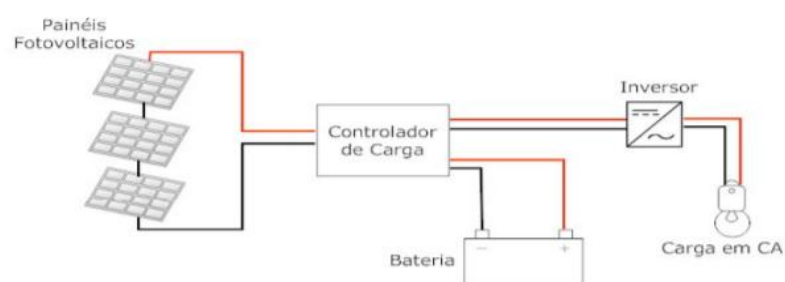 Painéis
Fotovoltaicos
Inversor
Controlador
de Carga
Bateria
− +
Carga em CA